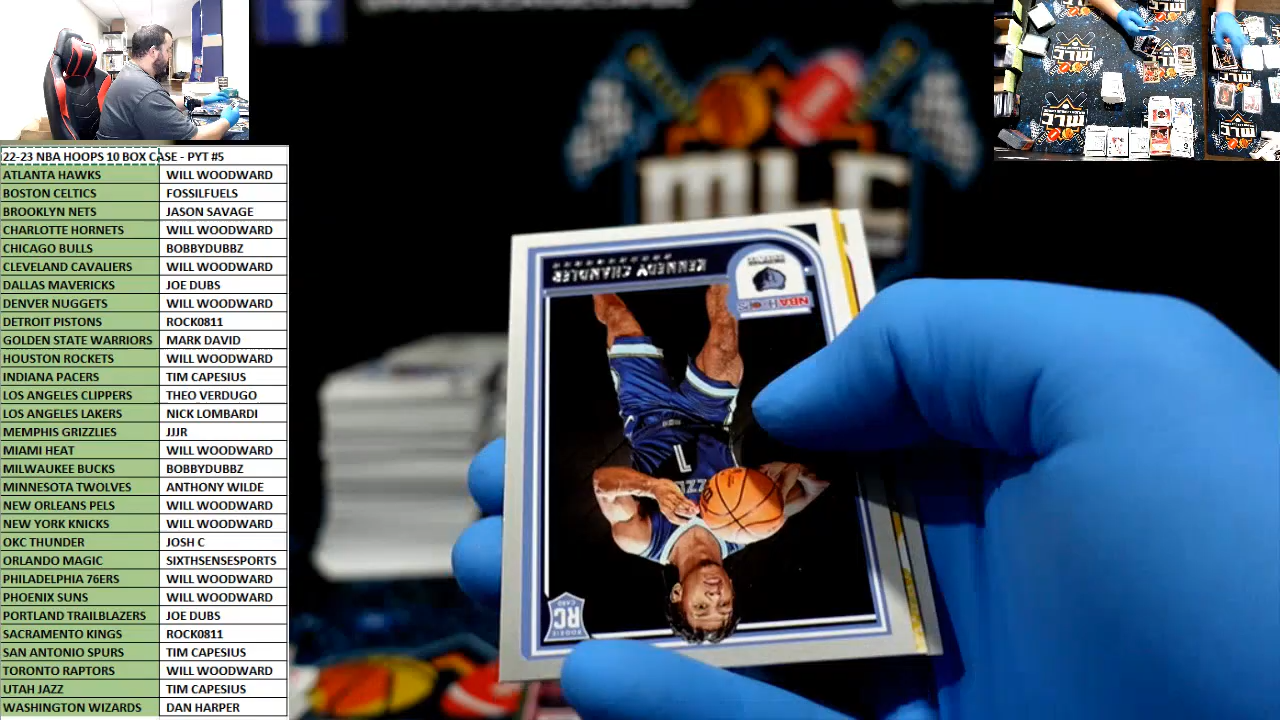 22-23 NBA HOOPS 10 BOX CASE - PYT #5
ATLANTA HAWKS WILL WOODWARD
BOSTON CELTICS FOSSILFUELS
BROOKLYN NETS JASON SAVAGE
CHARLOTTE HORNETS WILL WOODWARD
CHICAGO BULLS BOBBYDUBBZ
CLEVELAND CAVALIERS WILL WOODWARD
DALLAS MAVERICKS JOE DUBS
DENVER NUGGETS WILL WOODWARD
DETROIT PISTONS ROCK0811
GOLDEN STATE WARRIORS MARK DAVID
HOUSTON ROCKETS WILL WOODWARD
INDIANA PACERS TIM CAPESIUS
LOS ANGELES CLIPPERS THEO VERDUGO
LOS ANGELES LAKERS NICK LOMBARDI
MEMPHIS GRIZZLIES JJJR
MIAMI HEAT WILL WOODWARD
MILWAUKEE BUCKS BOBBYDUBBZ
MINNESOTA TWOLVES ANTHONY WILDE
NEW ORLEANS PELS WILL WOODWARD
NEW YORK KNICKS WILL WOODWARD
OKC THUNDER JOSH C
ORLANDO MAGIC SIXTHSENSESPORTS
PHILADELPHIA 76ERS WILL WOODWARD
PHOENIX SUNS WILL WOODWARD
PORTLAND TRAILBLAZERS JOE DUBS
SACRAMENTO KINGS ROCK0811
SAN ANTONIO SPURS TIM CAPESIUS
TORONTO RAPTORS WILL WOODWARD
UTAH JAZZ TIM CAPESIUS
WASHINGTON WIZARDS DAN HARPER
KENNEDY CHANDLER
NBA HOOPS
1
RC
ROOKIE CARD